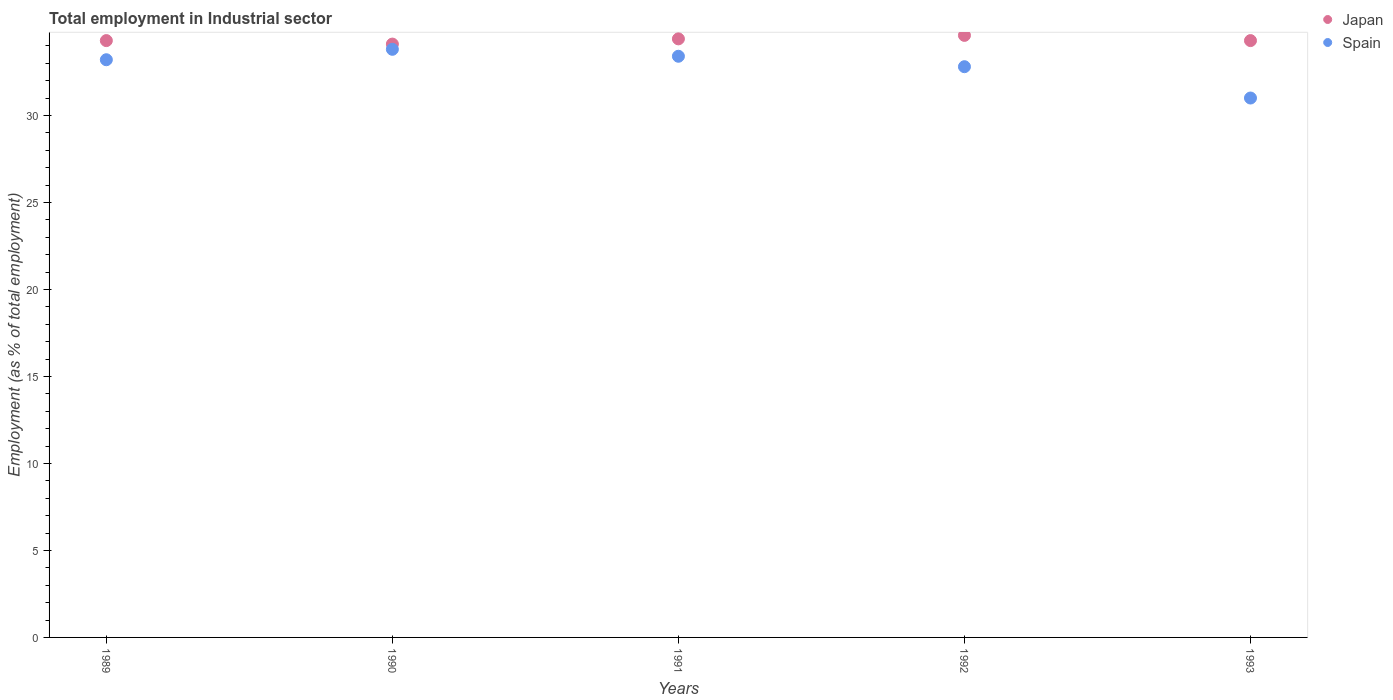 Total employment in Industrial sector
Japan
Spain
Employment (as % of total employment)
30
25
20
15
10
5
0
1989
1990
1991
1992
1993
Years